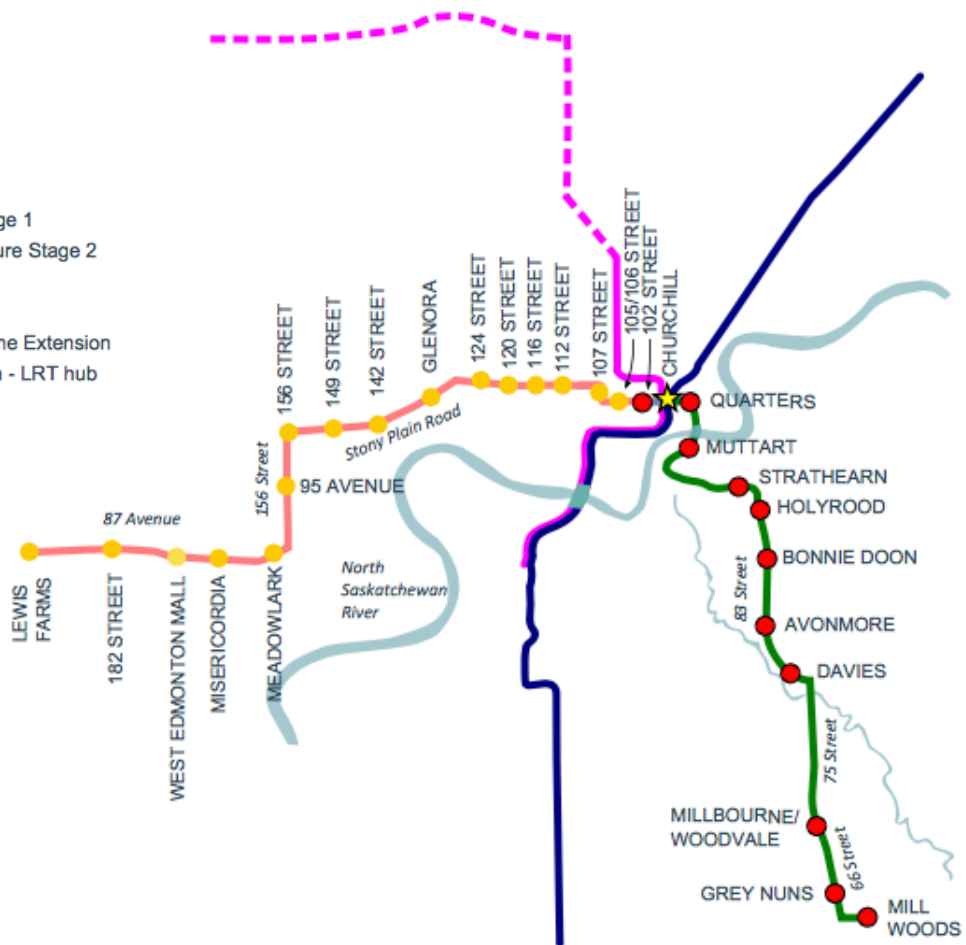 ge 1
ure Stage 2
ne Extension
n - LRT hub
LEWIS
FARMS
182 STREET
WEST EDMONTON MALL
MISERICORDIA
MEADOWLARK
87 Avenue
156 Street
95 AVENUE
156 STREET
149 STREET
142 STREET
Stony Plain Road
GLENORA
124 STREET
120 STREET
116 STREET
112 STREET
107 STREET
105/106 STREET
102 STREET
CHURCHILL
QUARTERS
MUTTART
STRATHEARN
HOLYROOD
BONNIE DOON
83 Street
AVONMORE
DAVIES
75 Street
MILLBOURNE/
WOODVALE
66 Street
GREY NUNS
MILL
WOODS
North
Saskatchewan
River